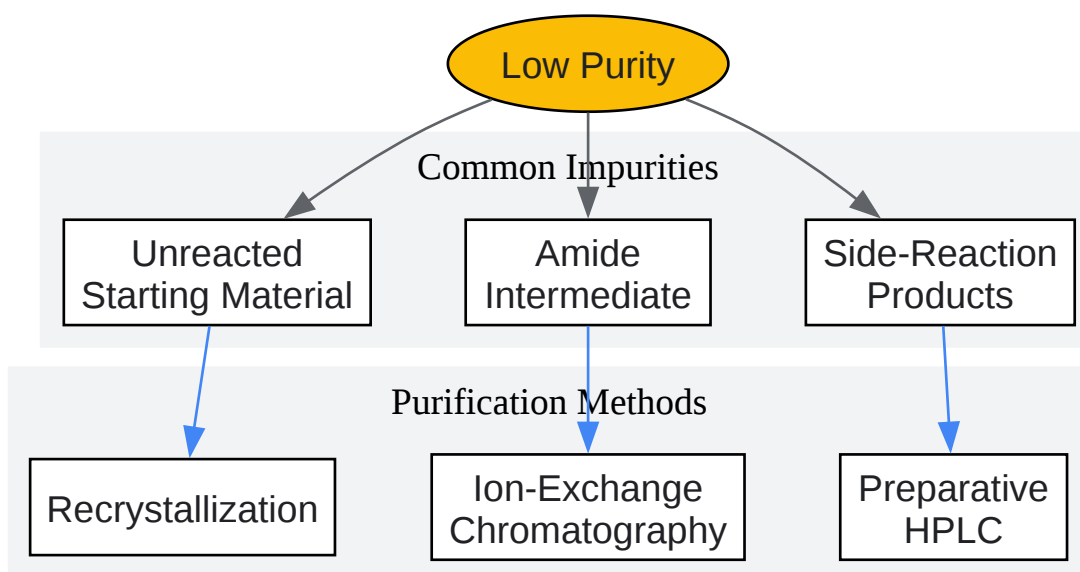 Low Purity
Common Impurities
Unreacted
Starting Material
Amide
Intermediate
Side-Reaction
Products
Purification Methods
Recrystallization
Ion-Exchange
Chromatography
Preparative
HPLC